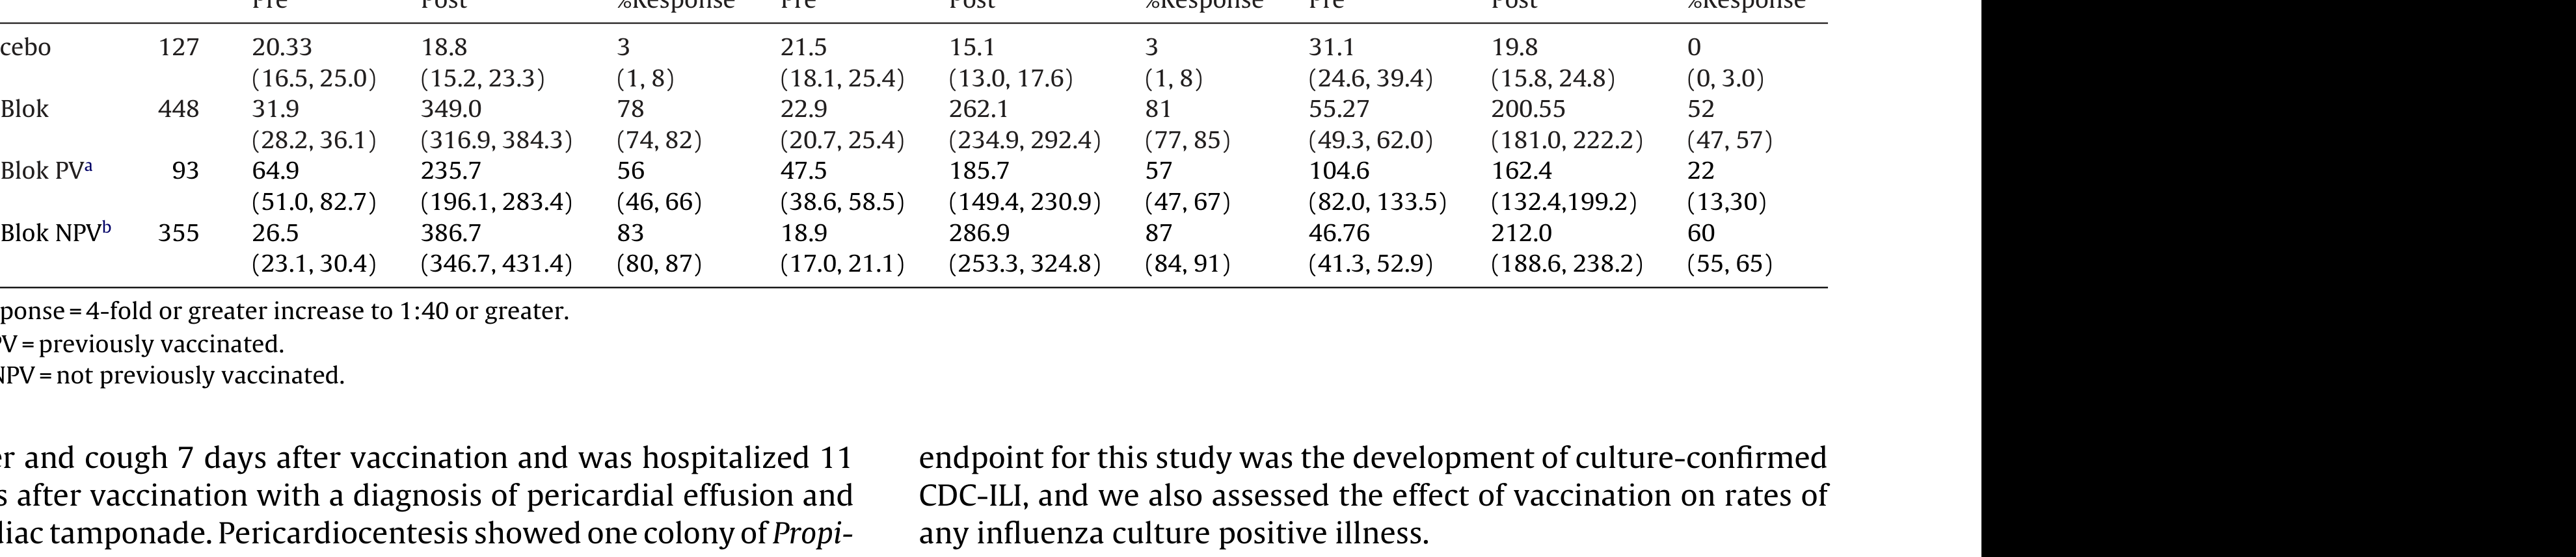 Pre Post %Response Pre Post %Response Pre Post %Response
cebo 127 20.33 18.8 3 21.5 15.1 3 31.1 19.8 0
(16.5, 25.0) (15.2, 23.3) (1, 8) (18.1, 25.4) (13.0, 17.6) (1, 8) (24.6, 39.4) (15.8, 24.8) (0, 3.0)
Blok 448 31.9 349.0 78 22.9 262.1 81 55.27 200.55 52
(28.2, 36.1) (316.9, 384.3) (74, 82) (20.7, 25.4) (234.9, 292.4) (77, 85) (49.3, 62.0) (181.0, 222.2) (47, 57)
Blok PVa 93 64.9 235.7 56 47.5 185.7 57 104.6 162.4 22
(51.0, 82.7) (196.1, 283.4) (46, 66) (38.6, 58.5) (149.4, 230.9) (47, 67) (82.0, 133.5) (132.4,199.2) (13,30)
Blok NPVb 355 26.5 386.7 83 18.9 286.9 87 46.76 212.0 60
(23.1, 30.4) (346.7, 431.4) (80, 87) (17.0, 21.1) (253.3, 324.8) (84, 91) (41.3, 52.9) (188.6, 238.2) (55, 65)
ponse = 4-fold or greater increase to 1:40 or greater.
PV = previously vaccinated.
NPV = not previously vaccinated.
er and cough 7 days after vaccination and was hospitalized 11
s after vaccination with a diagnosis of pericardial effusion and
diac tamponade. Pericardiocentesis showed one colony of Propi-
endpoint for this study was the development of culture-confirmed
CDC-ILI, and we also assessed the effect of vaccination on rates of
any influenza culture positive illness.